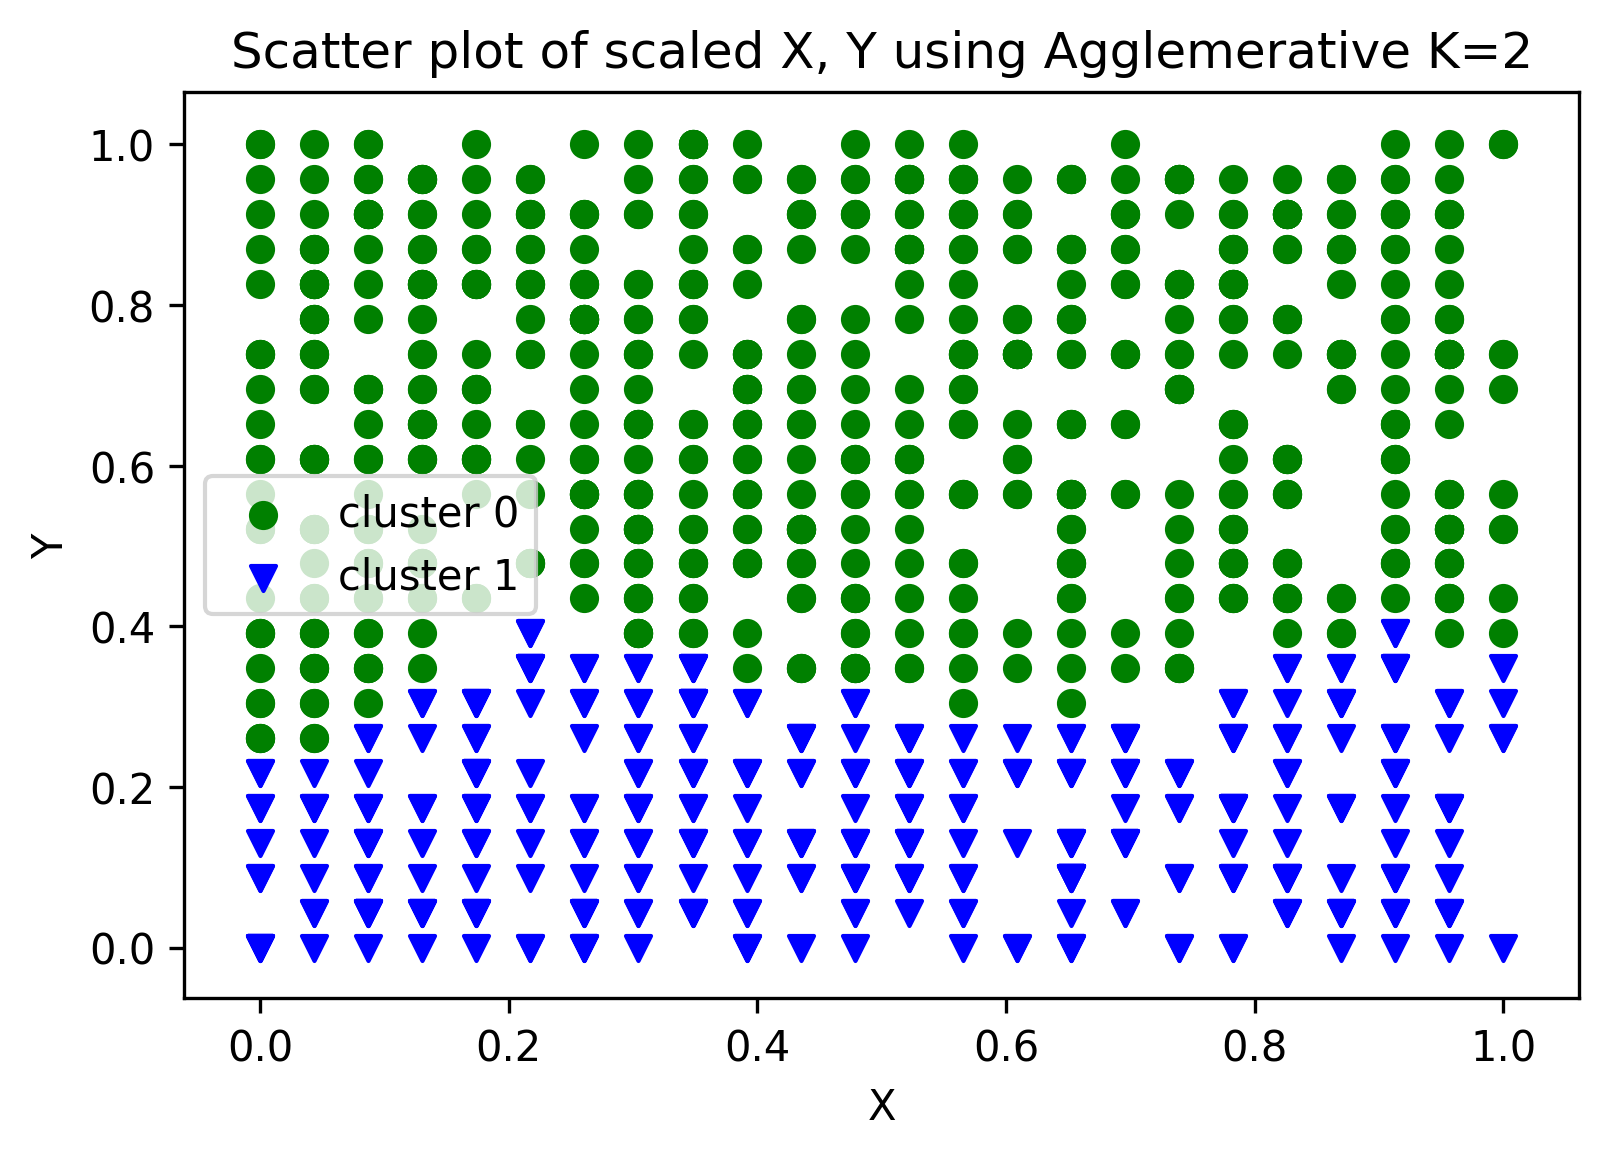 Scatter plot of scaled X, Y using Agglemerative K=2
1.0
0.8
0.6
0.4
0.2
0.0
Y
cluster 0
cluster 1
0.0 0.2 0.4 0.6 0.8 1.0
X